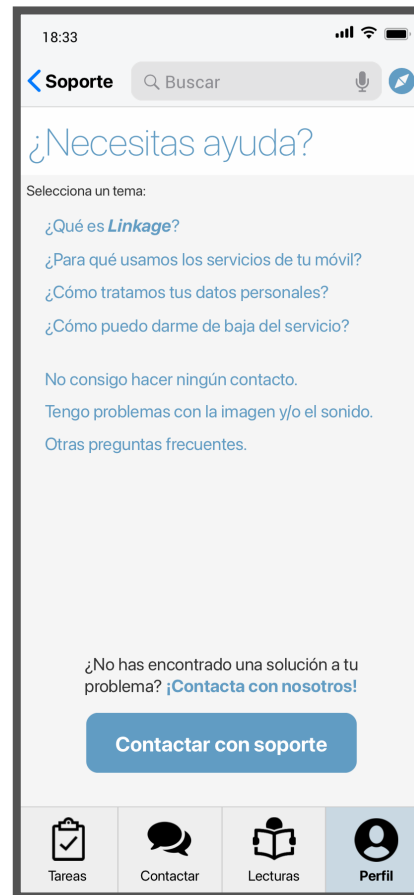 18:33
Soporte
Buscar
¿Necesitas ayuda?
Selecciona un tema:
¿Qué es Linkage?
¿Para qué usamos los servicios de tu móvil?
¿Cómo tratamos tus datos personales?
¿Cómo puedo darme de baja del servicio?
No consigo hacer ningún contacto.
Tengo problemas con la imagen y/o el sonido.
Otras preguntas frecuentes.
¿No has encontrado una solución a tu
problema? ¡Contacta con nosotros!
Contactar con soporte
Tareas
Contactar
Lecturas
Perfil